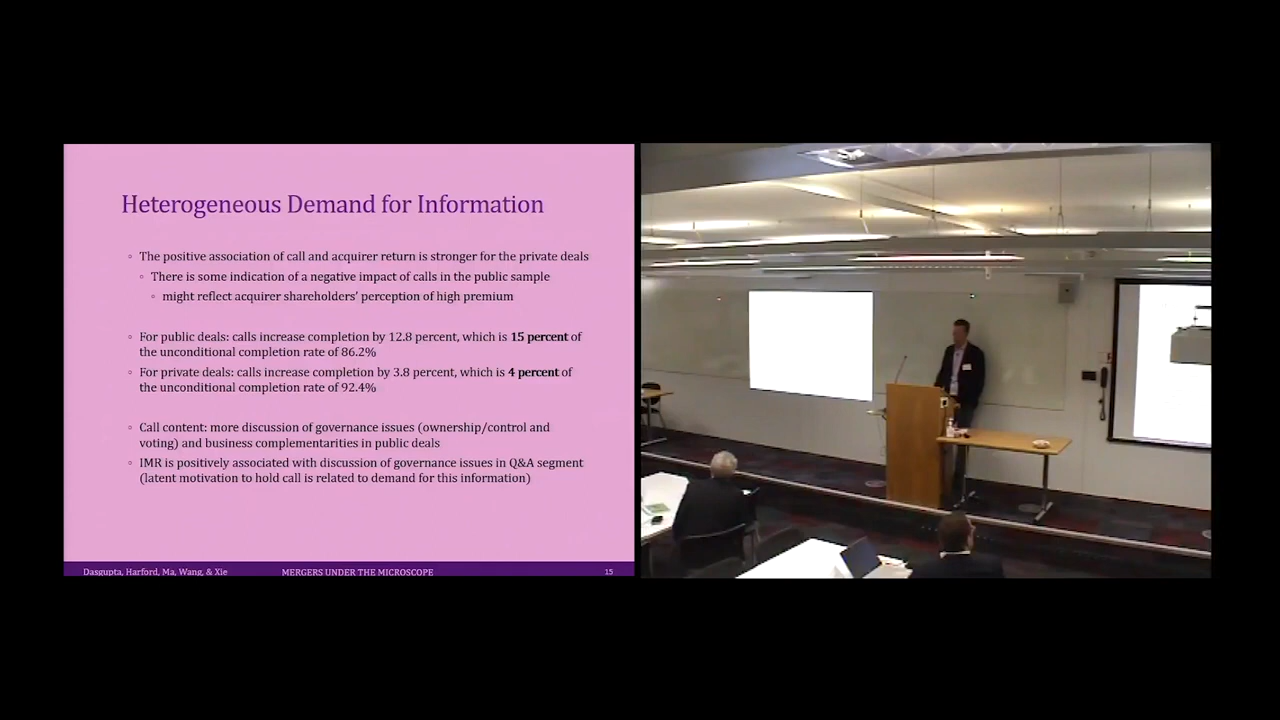 Heterogeneous Demand for Information
◦ The positive association of call and acquirer return is stronger for the private deals
◦ There is some indication of a negative impact of calls in the public sample
◦ might reflect acquirer shareholders' perception of high premium
◦ For public deals: calls increase completion by 12.8 percent, which is 15 percent of
the unconditional completion rate of 86.2%
◦ For private deals: calls increase completion by 3.8 percent, which is 4 percent of
the unconditional completion rate of 92.4%
◦ Call content: more discussion of governance issues (ownership/control and
voting) and business complementarities in public deals
◦ IMR is positively associated with discussion of governance issues in Q&A segment
(latent motivation to hold call is related to demand for this information)
Dasgupta, Harford, Ma, Wang, & Xie MERGERS UNDER THE MICROSCOPE 15